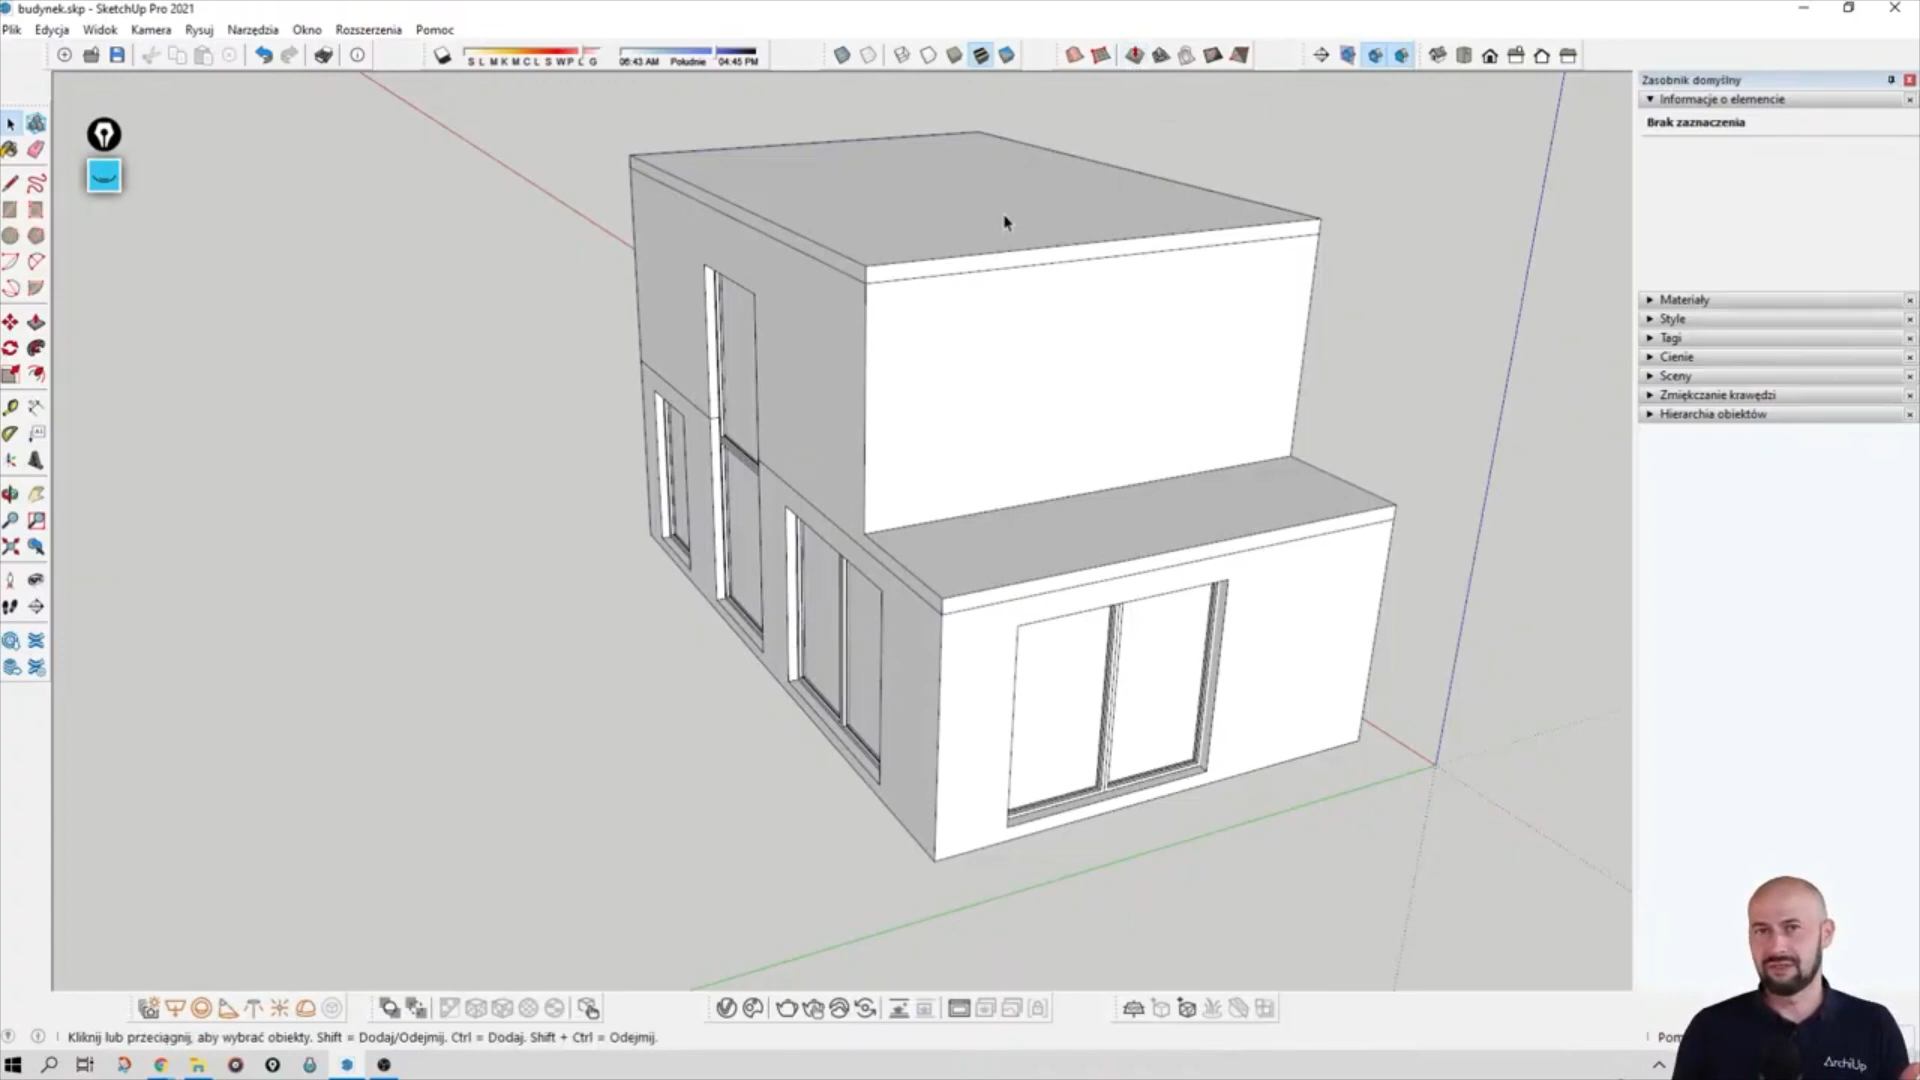 budynek.skp - SketchUp Pro 2021
Plik Edycja Widok Kamera Rysuj Narzędzia Okno Rozszerzenia Pomoc
S L M K M C L S W P L G
06:43 AM Południe 04:45 PM
Zasobnik domyślny
Informacje o elemencie
Brak zaznaczenia
Materiały
Style
Tagi
Cienie
Sceny
Zmiękczanie krawędzi
Hierarchia obiektów
Kliknij lub przeciągnij, aby wybrać obiekty. Shift = Dodaj/Odejmij. Ctrl = Dodaj. Shift + Ctrl = Odejmij.
ArchiUp